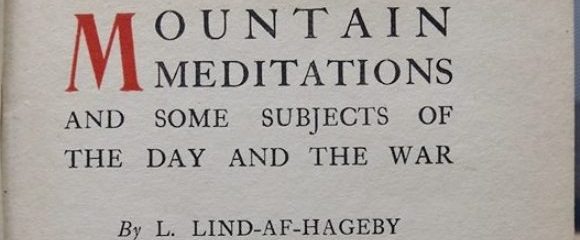 MOUNTAIN
MEDITATIONS
AND SOME SUBJECTS OF
THE DAY AND THE WAR
By L. LIND-AF-HAGEBY